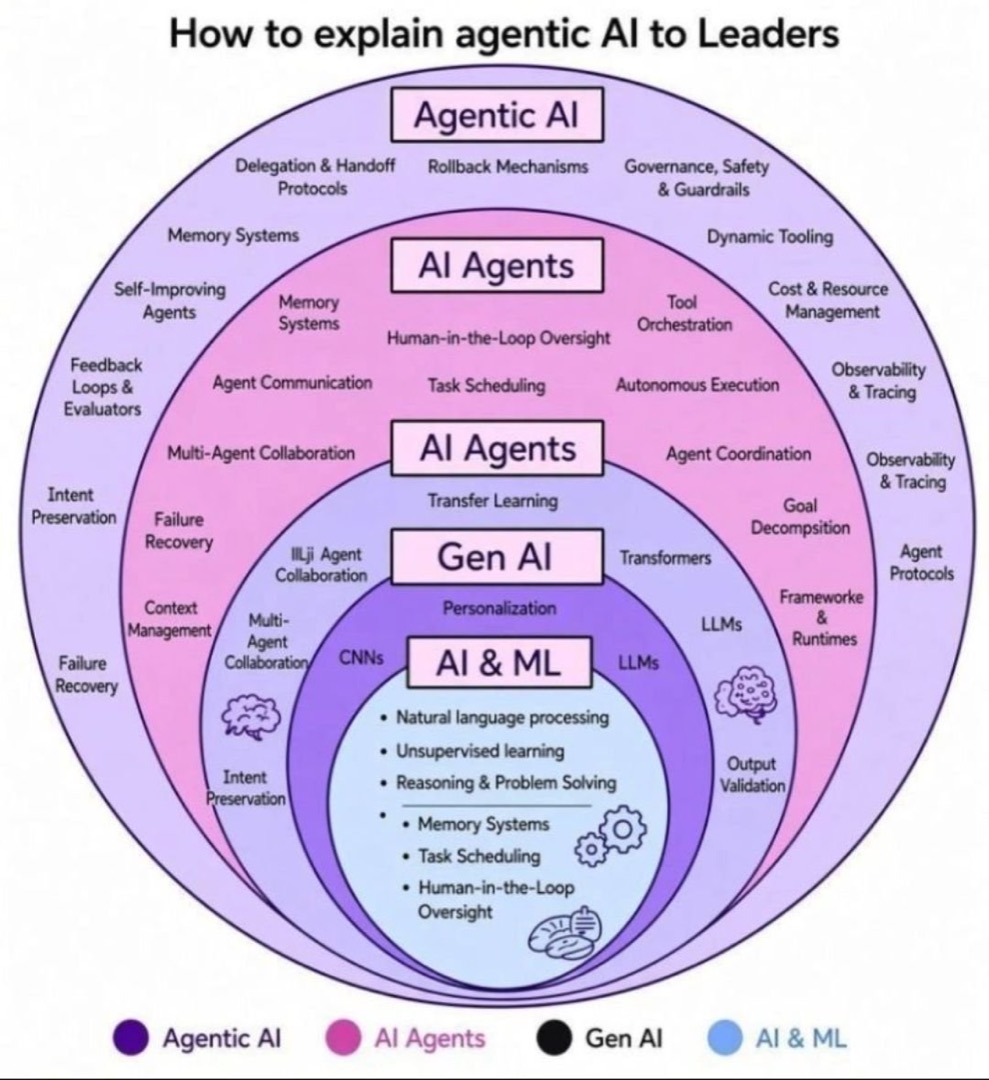 How to explain agentic AI to Leaders
Agentic AI
Delegation & Handoff
Protocols
Rollback Mechanisms
Governance, Safety
& Guardrails
Memory Systems
Dynamic Tooling
Self-Improving
Agents
Cost & Resource
Management
Feedback
Loops &
Evaluators
Observability
& Tracing
Intent
Preservation
Observability
& Tracing
Agent
Protocols
Failure
Recovery
AI Agents
Memory
Systems
Human-in-the-Loop Oversight
Tool
Orchestration
Agent Communication
Task Scheduling
Autonomous Execution
Multi-Agent Collaboration
Agent Coordination
Failure
Recovery
Goal
Decompsition
Context
Management
Frameworke
&
Runtimes
AI Agents
Transfer Learning
IILji Agent
Collaboration
Transformers
Multi-
Agent
Collaboration
LLMs
Intent
Preservation
Output
Validation
Gen AI
Personalization
CNNs
LLMs
AI & ML
• Natural language processing
• Unsupervised learning
• Reasoning & Problem Solving
• Memory Systems
• Task Scheduling
• Human-in-the-Loop
Oversight
Agentic AI
AI Agents
Gen AI
AI & ML